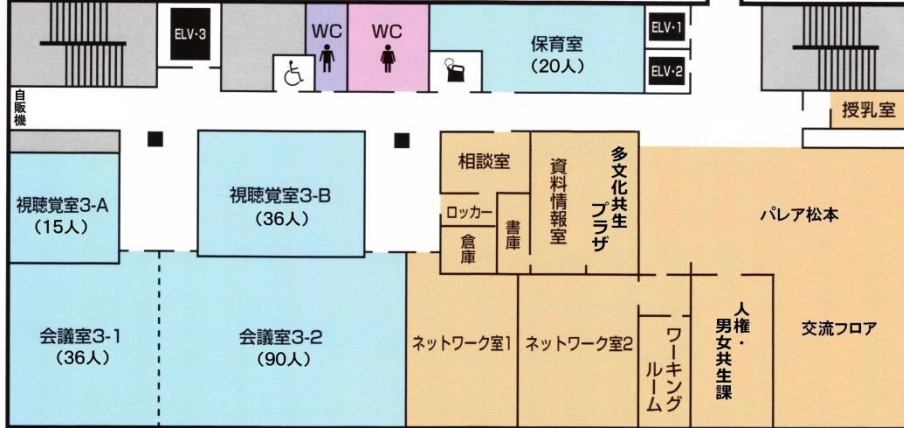 ELV・3
WC
WC
保育室
(20人)
ELV・1
ELV・2
自販機
授乳室
視聴覚室3-A
(15人)
視聴覚室3-B
(36人)
相談室
ロッカー
倉庫
書庫
資料情報室
多文化共生
プラザ
パレア松本
会議室3-1
(36人)
会議室3-2
(90人)
ネットワーク室1
ネットワーク室2
ワーキング
ルーム
人権・
男女共生課
交流フロア